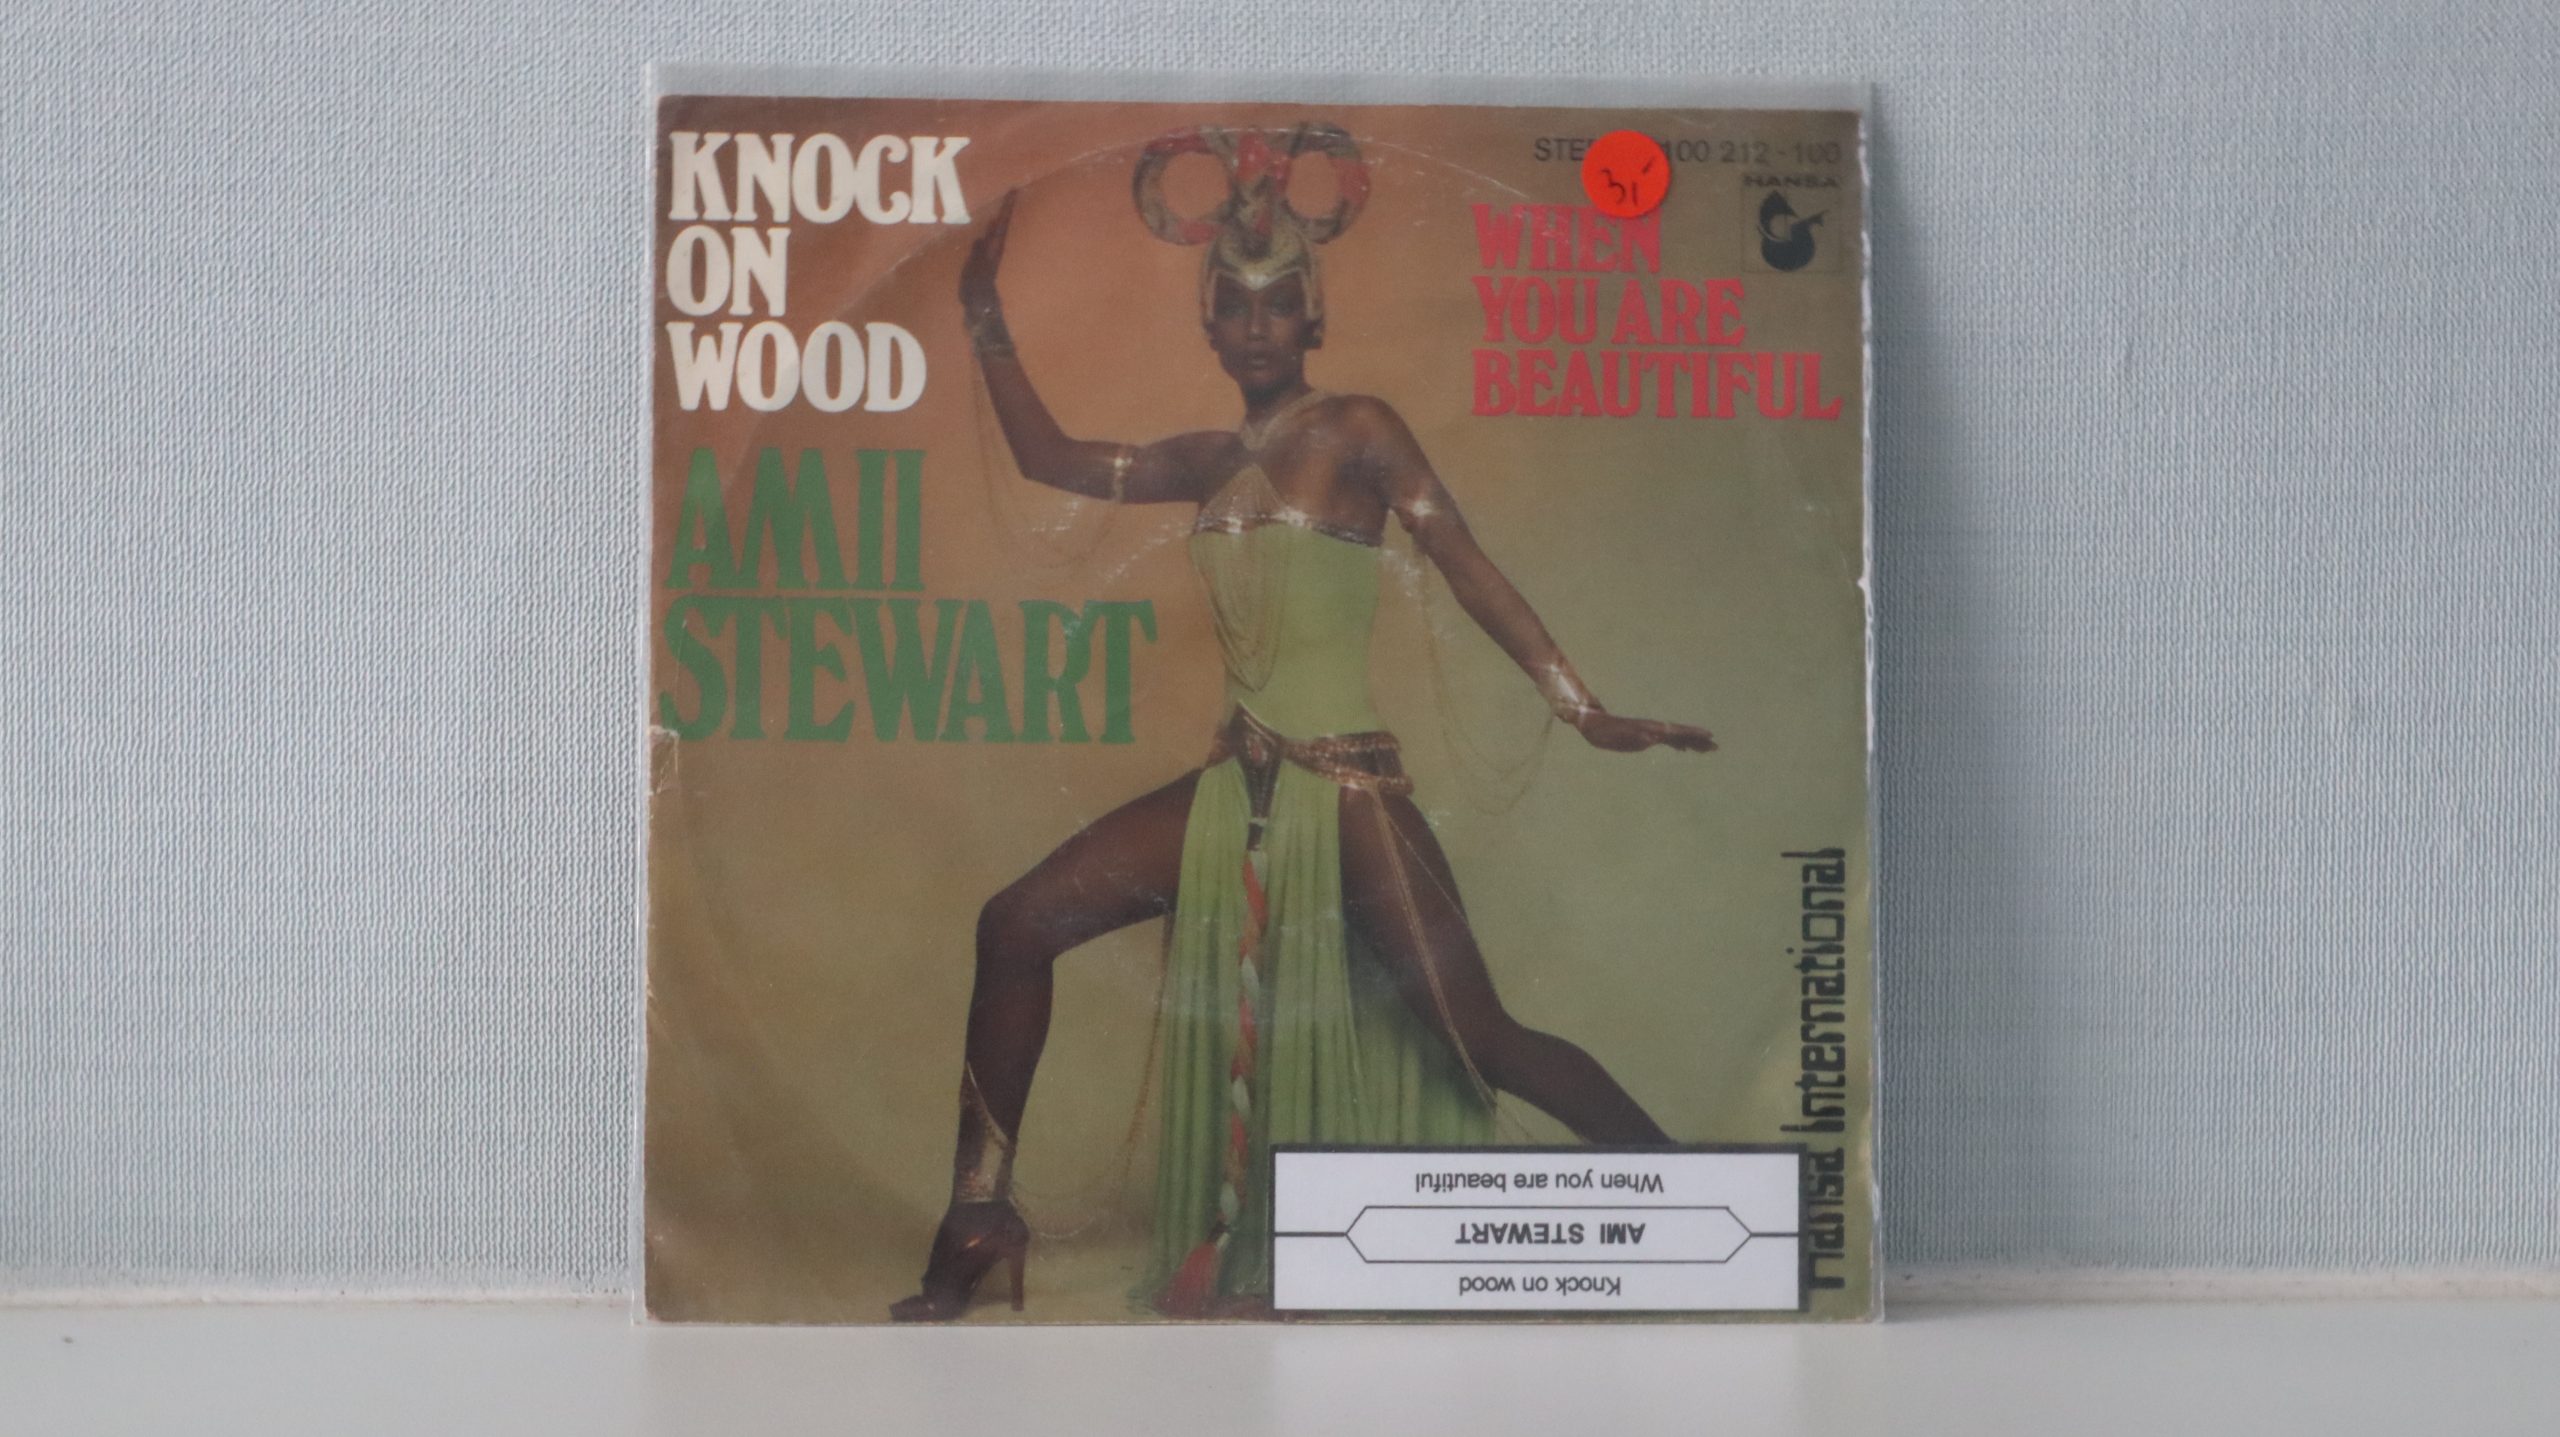 KNOCK
ON
WOOD
AMII
STEWART
STE 100 212 - 100
31
HANSA
WHEN
YOU ARE
BEAUTIFUL
Hansa International
Knock on wood
AMI STEWART
When you are beautiful